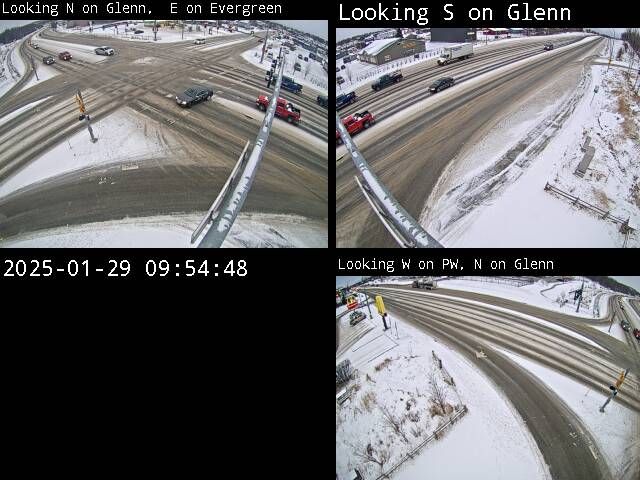 Looking N on Glenn,  E on Evergreen
Looking S on Glenn
2025-01-29 09:54:48
Looking W on PW, N on Glenn